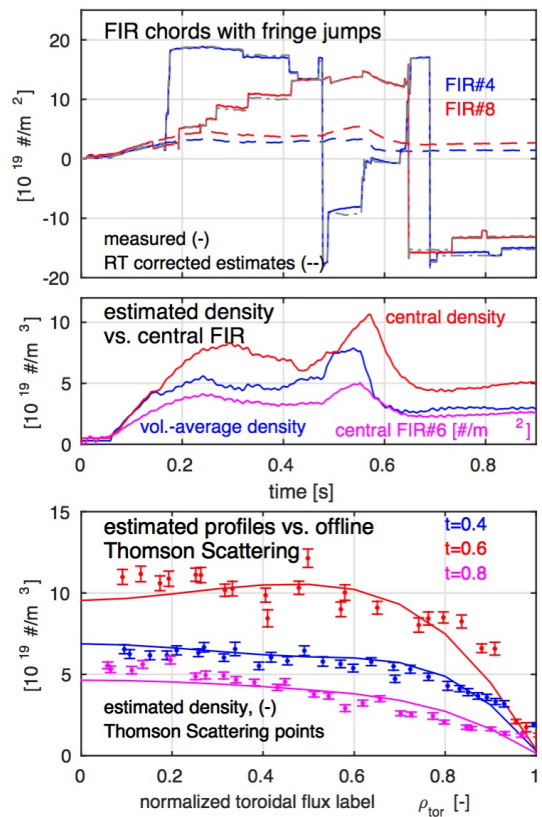 FIR chords with fringe jumps
20
10
0
-10
-20
[10 19 #/m 2]
FIR#4
FIR#8
measured (-)
RT corrected estimates (--)
estimated density
vs. central FIR
central density
vol.-average density
central FIR#6 [#/m 2]
10
5
0
[10 19 #/m 3]
0 0.2 0.4 0.6 0.8
time [s]
estimated profiles vs. offline
Thomson Scattering
t=0.4
t=0.6
t=0.8
15
10
5
0
[10 19 #/m 3]
estimated density, (-)
Thomson Scattering points
0 0.2 0.4 0.6 0.8 1
normalized toroidal flux label ρtor [-]